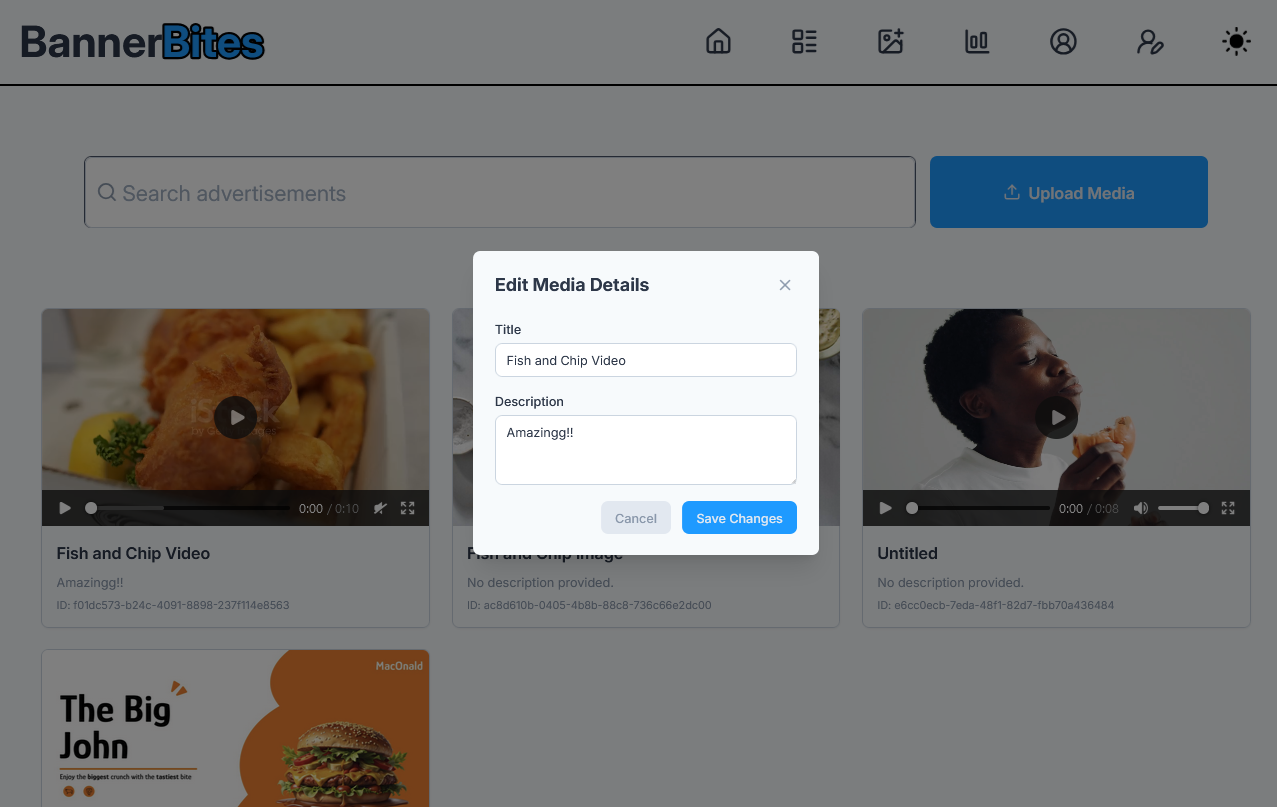 BannerBites
Search advertisements
Upload Media
Edit Media Details
Title
Fish and Chip Video
Description
Amazingg!!
Cancel
Save Changes
0:00 / 0:10
Fish and Chip Video
Amazingg!!
ID: f01dc573-b24c-4091-8898-237f114e8563
Fish and Chip Image
No description provided.
ID: ac8d610b-0405-4b8b-88c8-736c66e2dc00
0:00 / 0:08
Untitled
No description provided.
ID: e6cc0ecb-7eda-48f1-82d7-fbb70a436484
MacOnald
The Big
John
Enjoy the biggest crunch with the tastiest bite